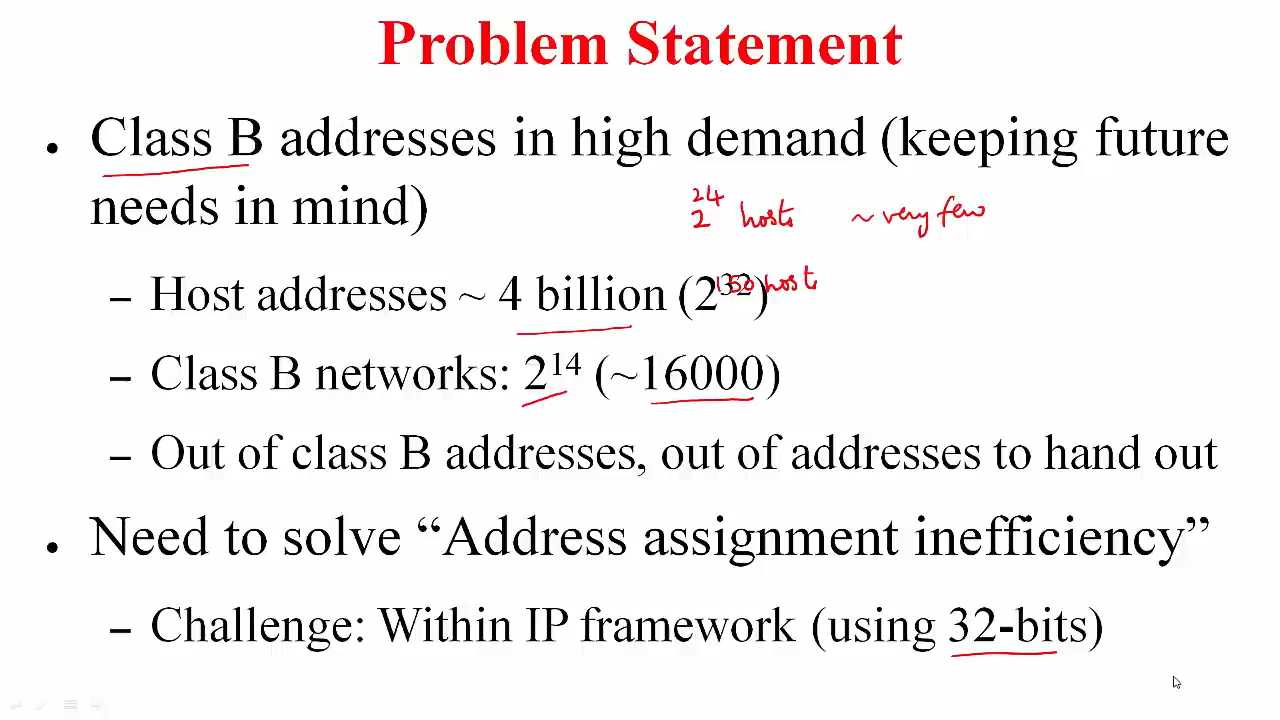 Problem Statement
• Class B addresses in high demand (keeping future
needs in mind)
2^24 hosts ~ very few
– Host addresses ~ 4 billion (2^32)
150 host
– Class B networks: 2^14 (~16000)
– Out of class B addresses, out of addresses to hand out
• Need to solve “Address assignment inefficiency”
– Challenge: Within IP framework (using 32-bits)